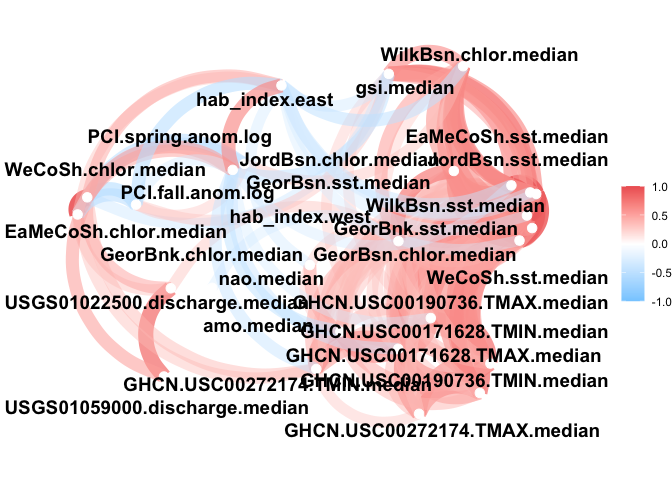 WilkBsn.chlor.median
gsi.median
hab_index.east
PCI.spring.anom.log
EaMeCoSh.sst.median
JordBsn.chlor.median
JordBsn.sst.median
WeCoSh.chlor.median
GeorBsn.sst.median
PCI.fall.anom.log
WilkBsn.sst.median
hab_index.west
EaMeCoSh.chlor.median
GeorBnk.sst.median
GeorBnk.chlor.median
GeorBsn.chlor.median
nao.median
WeCoSh.sst.median
USGS01022500.discharge.median
GHCN.USC00190736.TMAX.median
amo.median
GHCN.USC00171628.TMIN.median
GHCN.USC00171628.TMAX.median
GHCN.USC00272174.TMIN.median
GHCN.USC00190736.TMIN.median
USGS01059000.discharge.median
GHCN.USC00272174.TMAX.median
1.0
0.5
0.0
-0.5
-1.0